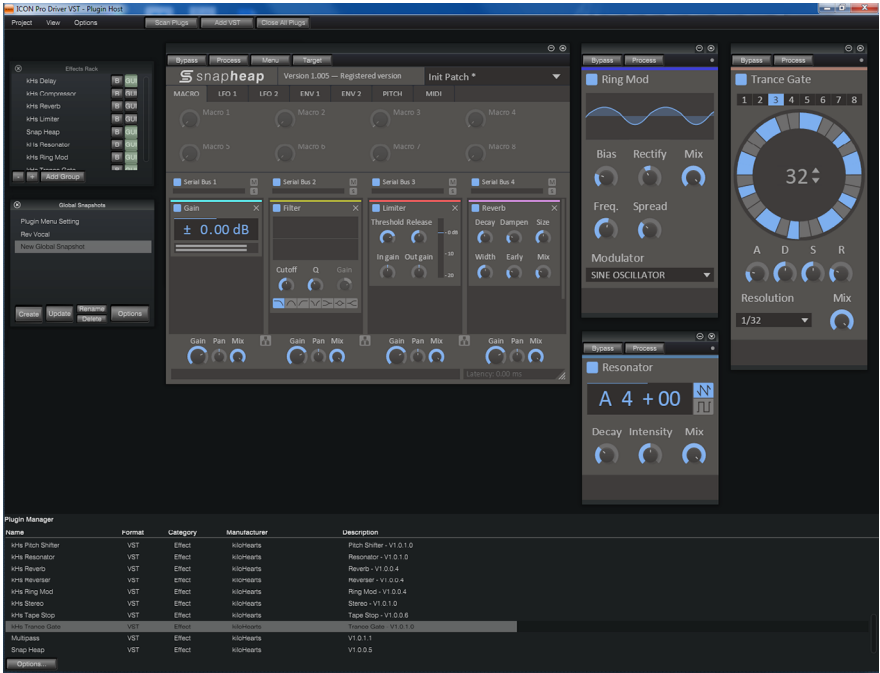 ICON Pro Driver VST - Plugin Host
Project View Options Scan Plugs Add VST Close All Plugs
Effects Rack
kHs Delay B GUI
kHs Compressor B GUI
kHs Reverb B GUI
kHs Limiter B GUI
Snap Heap B GUI
kHs Resonator B GUI
kHs Ring Mod B GUI
kHs Trance Gate B GUI
- + Add Group
Global Snapshots
Plugin Menu Setting
Rev Vocal
New Global Snapshot
Create Update Rename Delete Options
Bypass Process Menu Target
snapheap Version 1.005 — Registered version Init Patch *
MACRO LFO 1 LFO 2 ENV 1 ENV 2 PITCH MIDI
Macro 1 Macro 2 Macro 3 Macro 4
Macro 5 Macro 6 Macro 7 Macro 8
Serial Bus 1 M S Serial Bus 2 M S Serial Bus 3 M S Serial Bus 4 M S
Gain Filter Limiter Reverb
± 0.00 dB
Cutoff Q Gain
Threshold Release
In gain Out gain
0 dB
-10
-20
Decay Dampen Size
Width Early Mix
Gain Pan Mix Gain Pan Mix Gain Pan Mix Gain Pan Mix
Latency: 0.00 ms
Bypass Process
Ring Mod
Bias Rectify Mix
Freq. Spread
Modulator
SINE OSCILLATOR
Bypass Process
Trance Gate
1 2 3 4 5 6 7 8
32
A D S R
Resolution Mix
1/32
Bypass Process
Resonator
A 4 +00
Decay Intensity Mix
Plugin Manager
Name Format Category Manufacturer Description
kHs Pitch Shifter VST Effect kiloHearts Pitch Shifter - V1.0.1.0
kHs Resonator VST Effect kiloHearts Resonator - V1.0.1.0
kHs Reverb VST Effect kiloHearts Reverb - V1.0.0.4
kHs Reverser VST Effect kiloHearts Reverser - V1.0.0.4
kHs Ring Mod VST Effect kiloHearts Ring Mod - V1.0.0.4
kHs Stereo VST Effect kiloHearts Stereo - V1.0.1.0
kHs Tape Stop VST Effect kiloHearts Tape Stop - V1.0.0.6
kHs Trance Gate VST Effect kiloHearts Trance Gate - V1.0.1.0
Multipass VST Effect kiloHearts V1.0.1.1
Snap Heap VST Effect kiloHearts V1.0.0.5
Options...